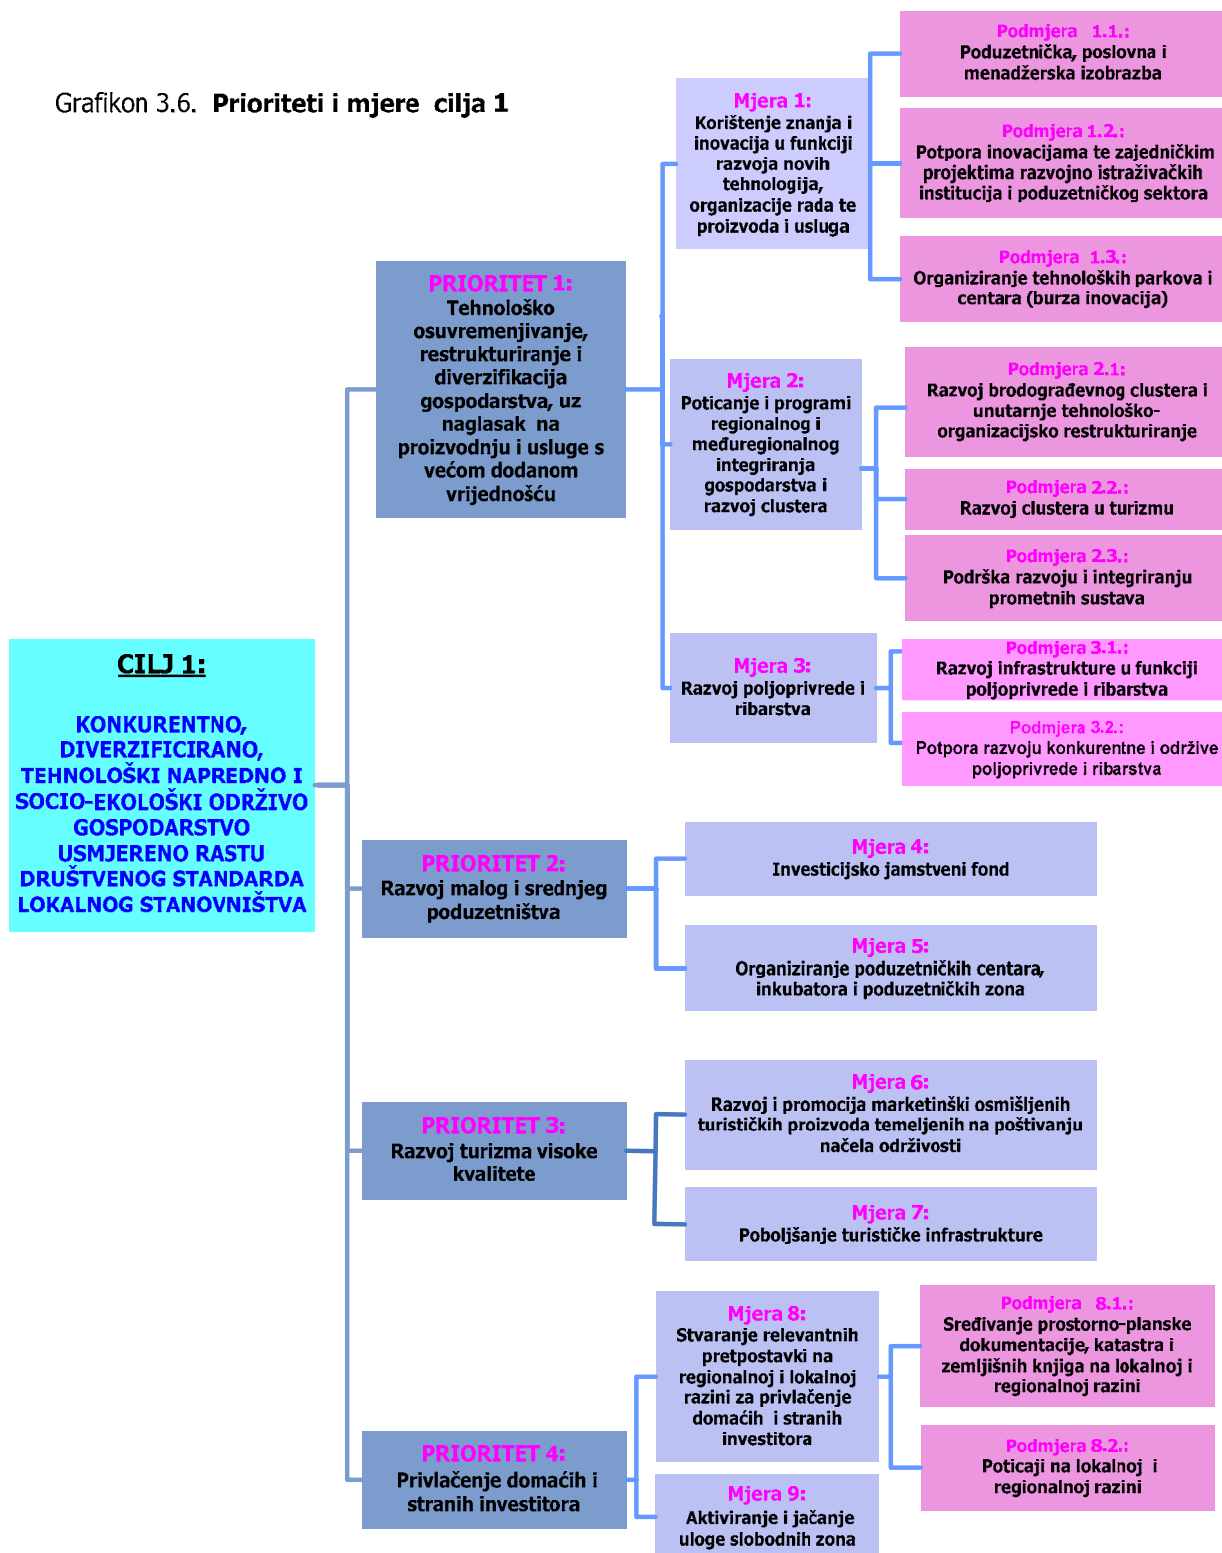 Grafikon 3.6. Prioriteti i mjere cilja 1
CILJ 1:
KONKURENTNO,
DIVERZIFICIRANO,
TEHNOLOŠKI NAPREDNO I
SOCIO-EKOLOŠKI ODRŽIVO
GOSPODARSTVO
USMJERENO RASTU
DRUŠTVENOG STANDARDA
LOKALNOG STANOVNIŠTVA
PRIORITET 1:
Tehnološko
osuvremenjivanje,
restrukturiranje i
diverzifikacija
gospodarstva, uz
naglasak na
proizvodnju i usluge s
većom dodanom
vrijednošću
Mjera 1:
Korištenje znanja i
inovacija u funkciji
razvoja novih
tehnologija,
organizacije rada te
proizvoda i usluga
Podmjera 1.1.:
Poduzetnička, poslovna i
menadžerska izobrazba
Podmjera 1.2.:
Potpora inovacijama te zajedničkim
projektima razvojno istraživačkih
institucija i poduzetničkog sektora
Podmjera 1.3.:
Organiziranje tehnoloških parkova i
centara (burza inovacija)
Mjera 2:
Poticanje i programi
regionalnog i
međuregionalnog
integriranja
gospodarstva i
razvoj clustera
Podmjera 2.1:
Razvoj brodograđevnog clustera i
unutarnje tehnološko-
organizacijsko restrukturiranje
Podmjera 2.2.:
Razvoj clustera u turizmu
Podmjera 2.3.:
Podrška razvoju i integriranju
prometnih sustava
Mjera 3:
Razvoj poljoprivrede i
ribarstva
Podmjera 3.1.:
Razvoj infrastrukture u funkciji
poljoprivrede i ribarstva
Podmjera 3.2.:
Potpora razvoju konkurentne i održive
poljoprivrede i ribarstva
PRIORITET 2:
Razvoj malog i srednjeg
poduzetništva
Mjera 4:
Investicijsko jamstveni fond
Mjera 5:
Organiziranje poduzetničkih centara,
inkubatora i poduzetničkih zona
PRIORITET 3:
Razvoj turizma visoke
kvalitete
Mjera 6:
Razvoj i promocija marketinški osmišljenih
turističkih proizvoda temeljenih na poštivanju
načela održivosti
Mjera 7:
Poboljšanje turističke infrastrukture
PRIORITET 4:
Privlačenje domaćih i
stranih investitora
Mjera 8:
Stvaranje relevantnih
pretpostavki na
regionalnoj i lokalnoj
razini za privlačenje
domaćih i stranih
investitora
Podmjera 8.1.:
Sređivanje prostorno-planske
dokumentacije, katastra i
zemljišnih knjiga na lokalnoj i
regionalnoj razini
Podmjera 8.2.:
Poticaji na lokalnoj i
regionalnoj razini
Mjera 9:
Aktiviranje i jačanje
uloge slobodnih zona